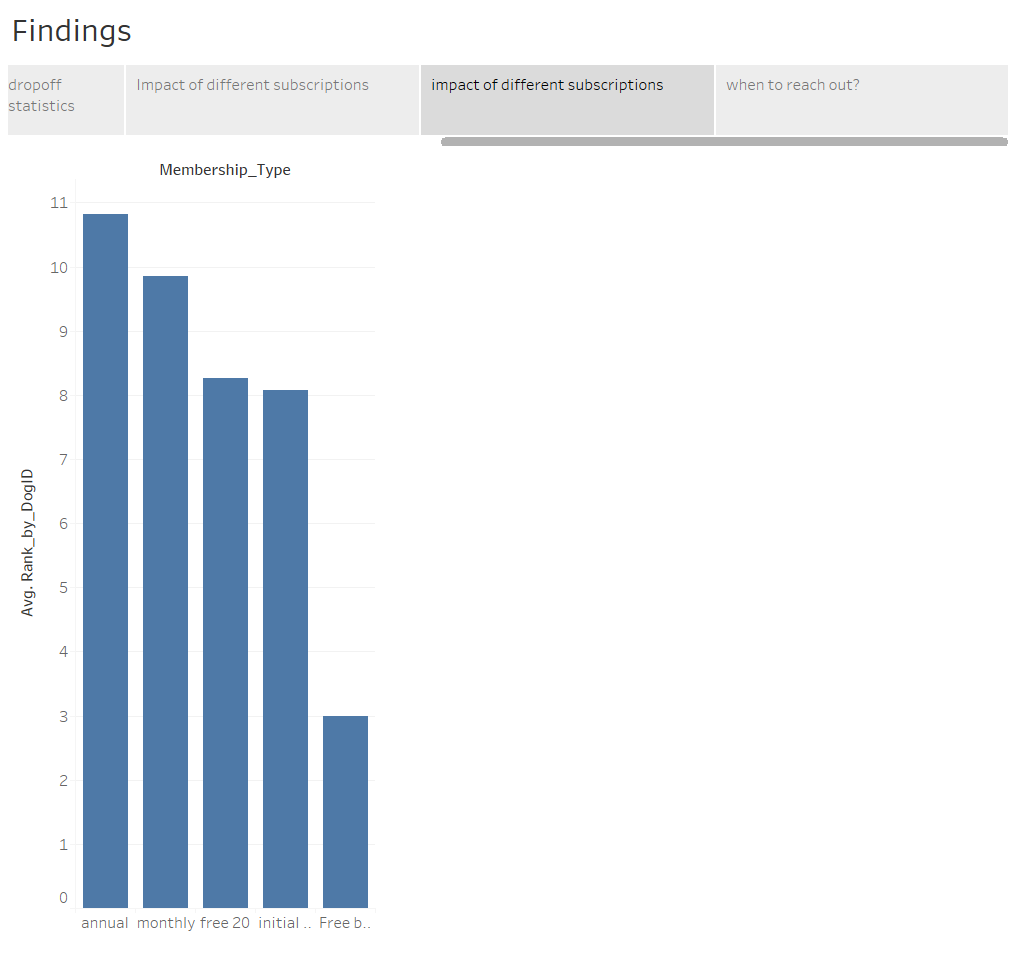 Findings
dropoff
statistics
Impact of different subscriptions
impact of different subscriptions
when to reach out?
Membership_Type
11
10
9
8
7
6
5
4
3
2
1
0
Avg. Rank_by_DogID
annual monthly free 20 initial .. Free b..